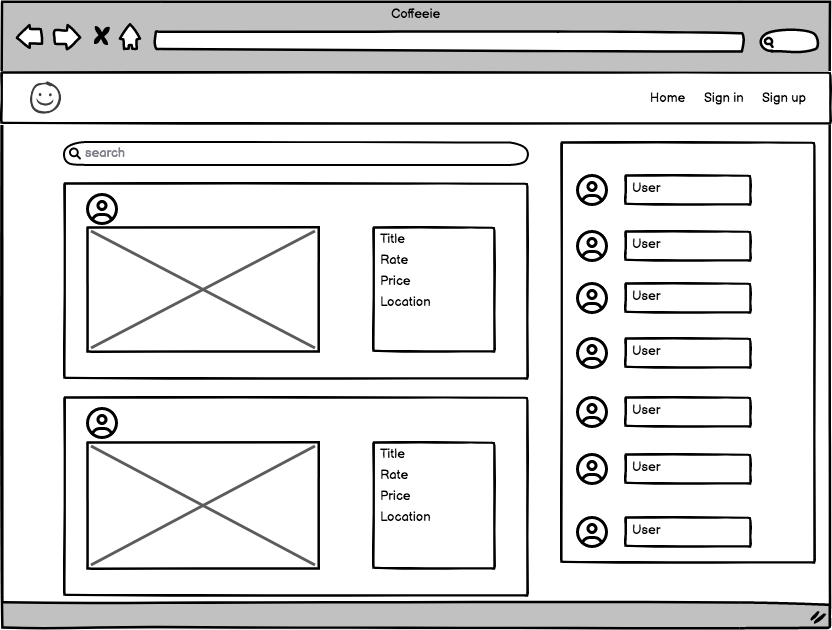 Coffeeie
Home Sign in Sign up
search
Title
Rate
Price
Location
Title
Rate
Price
Location
User
User
User
User
User
User
User